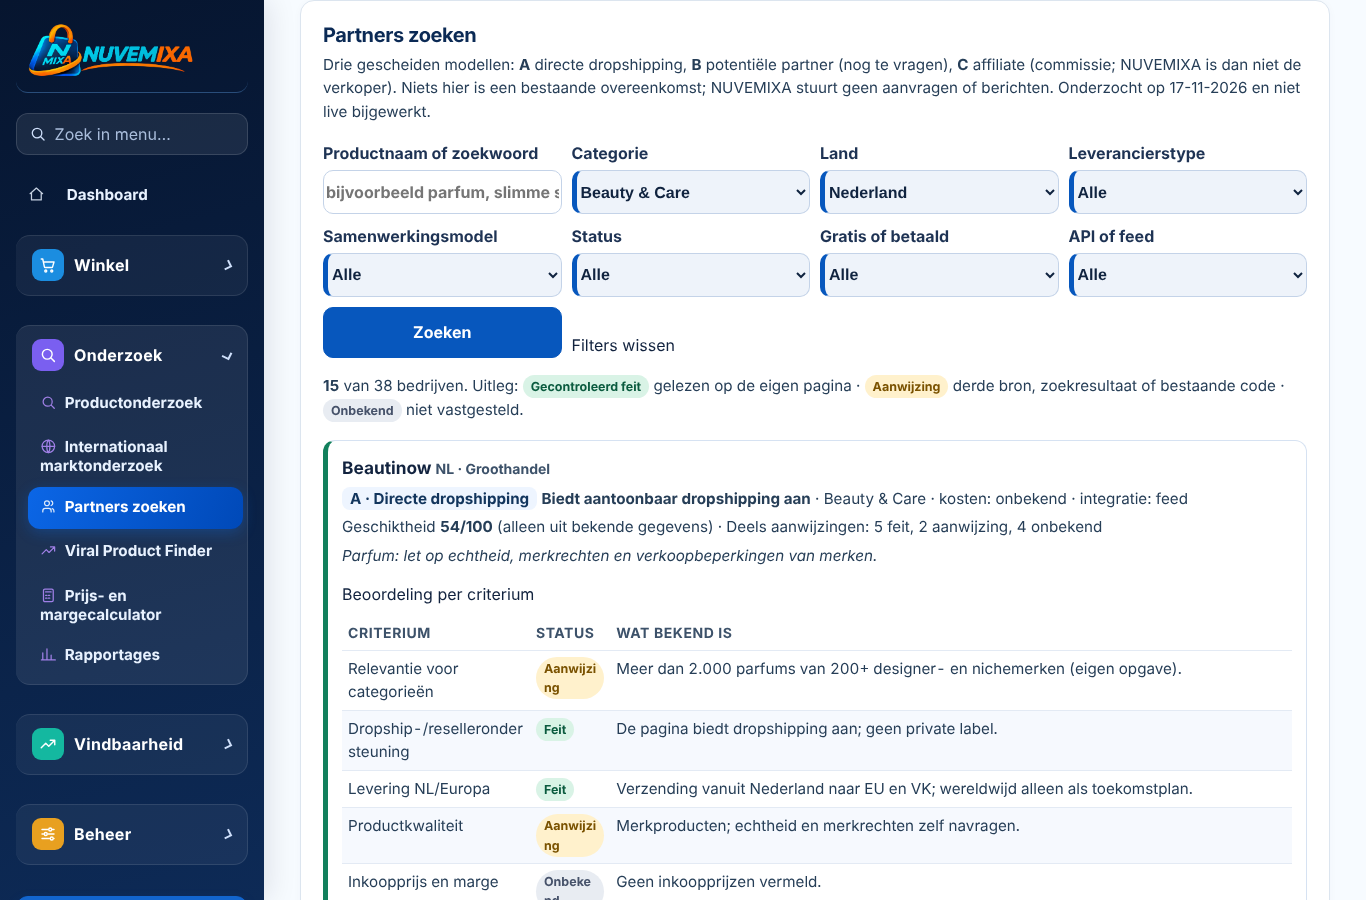 N
MIXA
NUVEMIXA
Zoek in menu...
Dashboard
Winkel
Onderzoek
Productonderzoek
Internationaal
marktonderzoek
Partners zoeken
Viral Product Finder
Prijs- en
margecalculator
Rapportages
Vindbaarheid
Beheer
Partners zoeken
Drie gescheiden modellen: A directe dropshipping, B potentiële partner (nog te vragen), C affiliate (commissie; NUVEMIXA is dan niet de
verkoper). Niets hier is een bestaande overeenkomst; NUVEMIXA stuurt geen aanvragen of berichten. Onderzocht op 17-11-2026 en niet
live bijgewerkt.
Productnaam of zoekwoord Categorie Land Leverancierstype
bijvoorbeeld parfum, slimme s Beauty & Care Nederland Alle
Samenwerkingsmodel Status Gratis of betaald API of feed
Alle Alle Alle Alle
Zoeken Filters wissen
15 van 38 bedrijven. Uitleg: Gecontroleerd feit gelezen op de eigen pagina · Aanwijzing derde bron, zoekresultaat of bestaande code ·
Onbekend niet vastgesteld.
Beautinow NL · Groothandel
A · Directe dropshipping Biedt aantoonbaar dropshipping aan · Beauty & Care · kosten: onbekend · integratie: feed
Geschiktheid 54/100 (alleen uit bekende gegevens) · Deels aanwijzingen: 5 feit, 2 aanwijzing, 4 onbekend
Parfum: let op echtheid, merkrechten en verkoopbeperkingen van merken.
Beoordeling per criterium
CRITERIUM STATUS WAT BEKEND IS
Relevantie voor
categorieën
Aanwijzi
ng
Meer dan 2.000 parfums van 200+ designer- en nichemerken (eigen opgave).
Dropship-/reselleronder
steuning
Feit
De pagina biedt dropshipping aan; geen private label.
Levering NL/Europa Feit Verzending vanuit Nederland naar EU en VK; wereldwijd alleen als toekomstplan.
Productkwaliteit
Aanwijzi
ng
Merkproducten; echtheid en merkrechten zelf navragen.
Inkoopprijs en marge
Onbeke
nd
Geen inkoopprijzen vermeld.